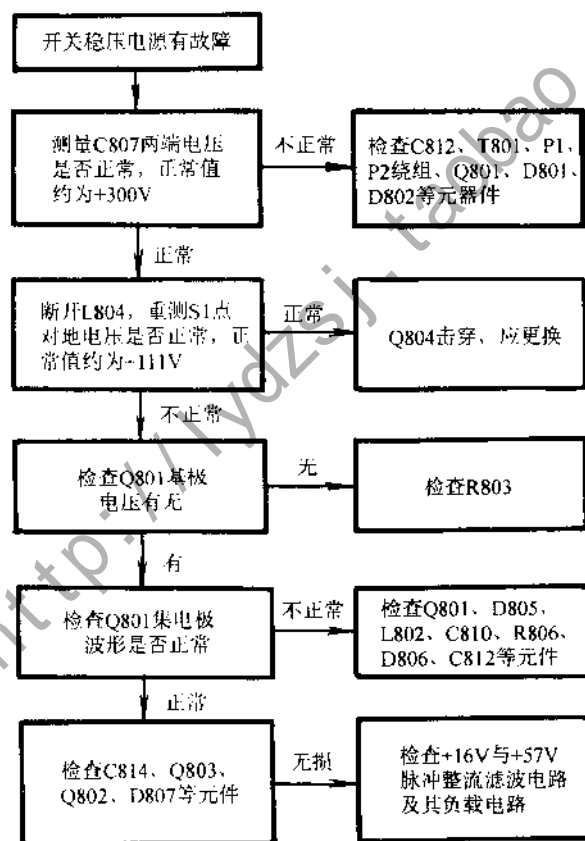 开关稳压电源有故障
测量C807两端电压
是否正常，正常值
约为+300V
不正常
检查C812、T801、P1、
P2绕组、Q801、D801、
D802等元器件
正常
断开L804，重测S1点
对地电压是否正常，正
常值约为~111V
正常
Q804击穿、应更换
不正常
检查Q801基极
电压有无
无
检查R803
有
检查Q801集电极
波形是否正常
不正常
检查Q801、D805、
L802、C810、R806、
D806、C812等元件
正常
检查C814、Q803、
Q802、D807等元件
无损
检查+16V与+57V
脉冲整流滤波电路
及其负载电路
http://lydzsj.taobao